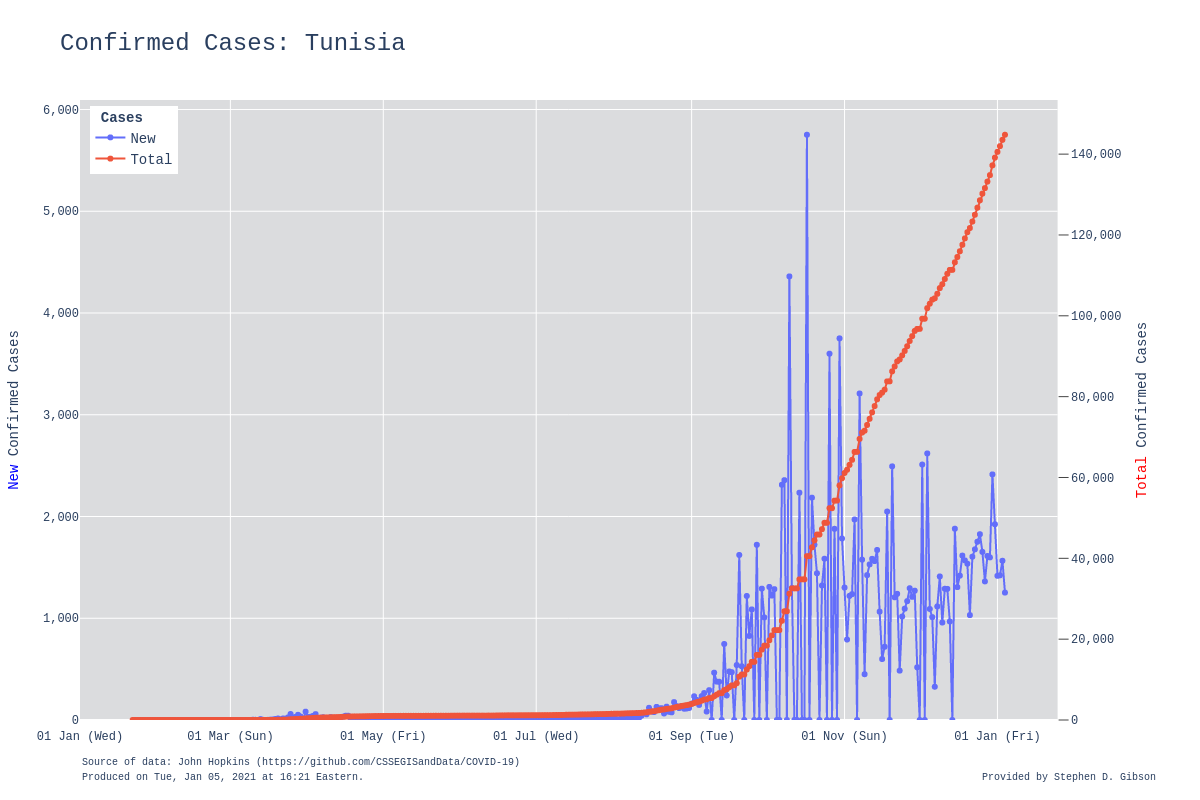 Confirmed Cases: Tunisia
Cases
New
Total
6,000
5,000
4,000
3,000
2,000
1,000
0
140,000
120,000
100,000
80,000
60,000
40,000
20,000
0
New Confirmed Cases
Total Confirmed Cases
01 Jan (Wed)
01 Mar (Sun)
01 May (Fri)
01 Jul (Wed)
01 Sep (Tue)
01 Nov (Sun)
01 Jan (Fri)
Source of data: John Hopkins (https://github.com/CSSEGISandData/COVID-19)
Produced on Tue, Jan 05, 2021 at 16:21 Eastern.
Provided by Stephen D. Gibson